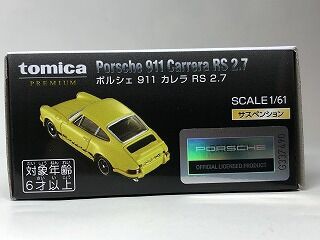 tomica
PREMIUM
Porsche 911 Carrera RS 2.7
ポルシェ 911 カレラ RS 2.7
SCALE 1/61
サスペンション
対象年齢
6才以上
PORSCHE
OFFICIAL LICENSED PRODUCT